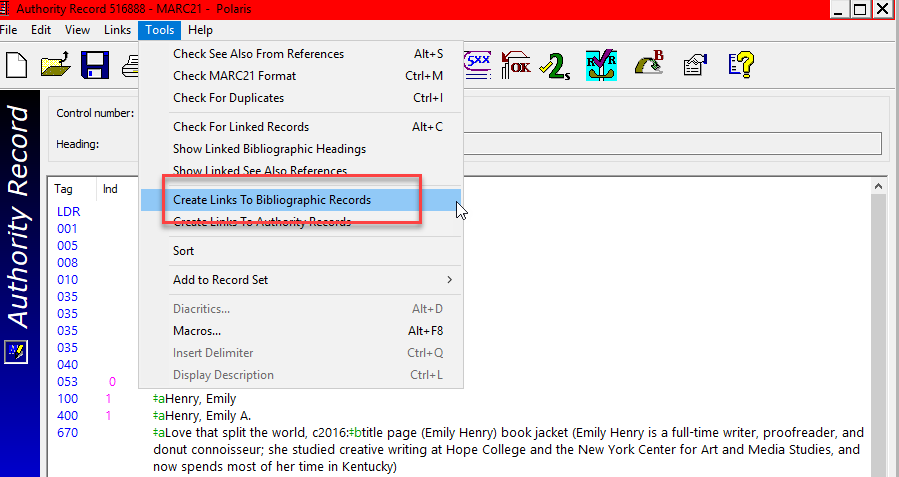 Authority Record 516888 - MARC21 - Polaris
File Edit View Links Tools Help
Check See Also From References Alt+S
Check MARC21 Format Ctrl+M
Check For Duplicates Ctrl+I
Check For Linked Records Alt+C
Show Linked Bibliographic Headings
Show Linked See Also References
Create Links To Bibliographic Records
Create Links To Authority Records
Sort
Add to Record Set
Diacritics... Alt+D
Macros... Alt+F8
Insert Delimiter Ctrl+Q
Display Description Ctrl+L
5XX
OK
2s
R R
B
?
Authority Record
Control number:
Heading:
Tag Ind
LDR
001
005
008
010
035
035
035
035
040
053 0
100 1 ‡aHenry, Emily
400 1 ‡aHenry, Emily A.
670 ‡aLove that split the world, c2016:‡btitle page (Emily Henry) book jacket (Emily Henry is a full-time writer, proofreader, and
donut connoisseur; she studied creative writing at Hope College and the New York Center for Art and Media Studies, and
now spends most of her time in Kentucky)